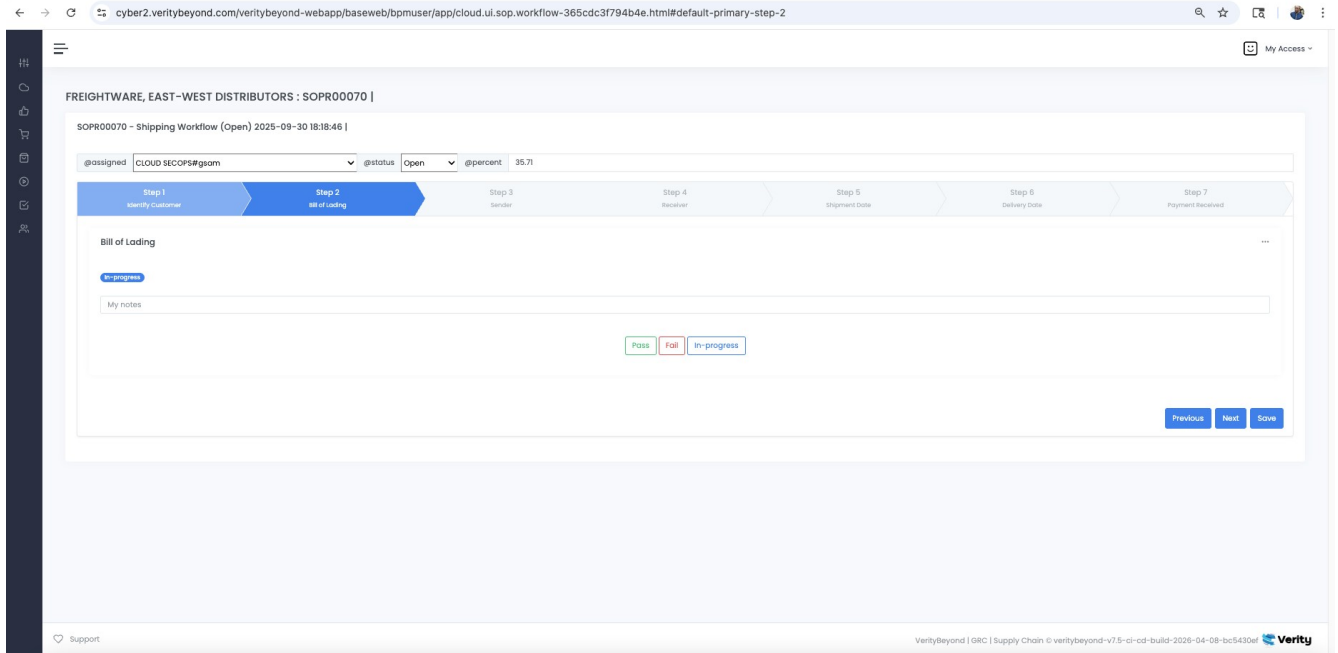 cyber2.veritybeyond.com/veritybeyond-webapp/baseweb/bpmuser/app/cloud.ui.sop.workflow-365cdc3f794b4e.html#default-primary-step-2
My Access
FREIGHTWARE, EAST-WEST DISTRIBUTORS : SOPR00070 |
SOPR00070 - Shipping Workflow (Open) 2025-09-30 18:18:46 |
@assigned CLOUD SECOPS#gsam @status Open @percent 35.71
Step 1 Step 2 Step 3 Step 4 Step 5 Step 6 Step 7
Identify Customer Bill of Lading Sender Receiver Shipment Date Delivery Date Payment Received
Bill of Lading
In-progress
My notes
Pass Fail In-progress
Previous Next Save
Support VerityBeyond | GRC | Supply Chain © veritybeyond-v7.5-ci-cd-build-2026-04-08-bc5430ef Verity